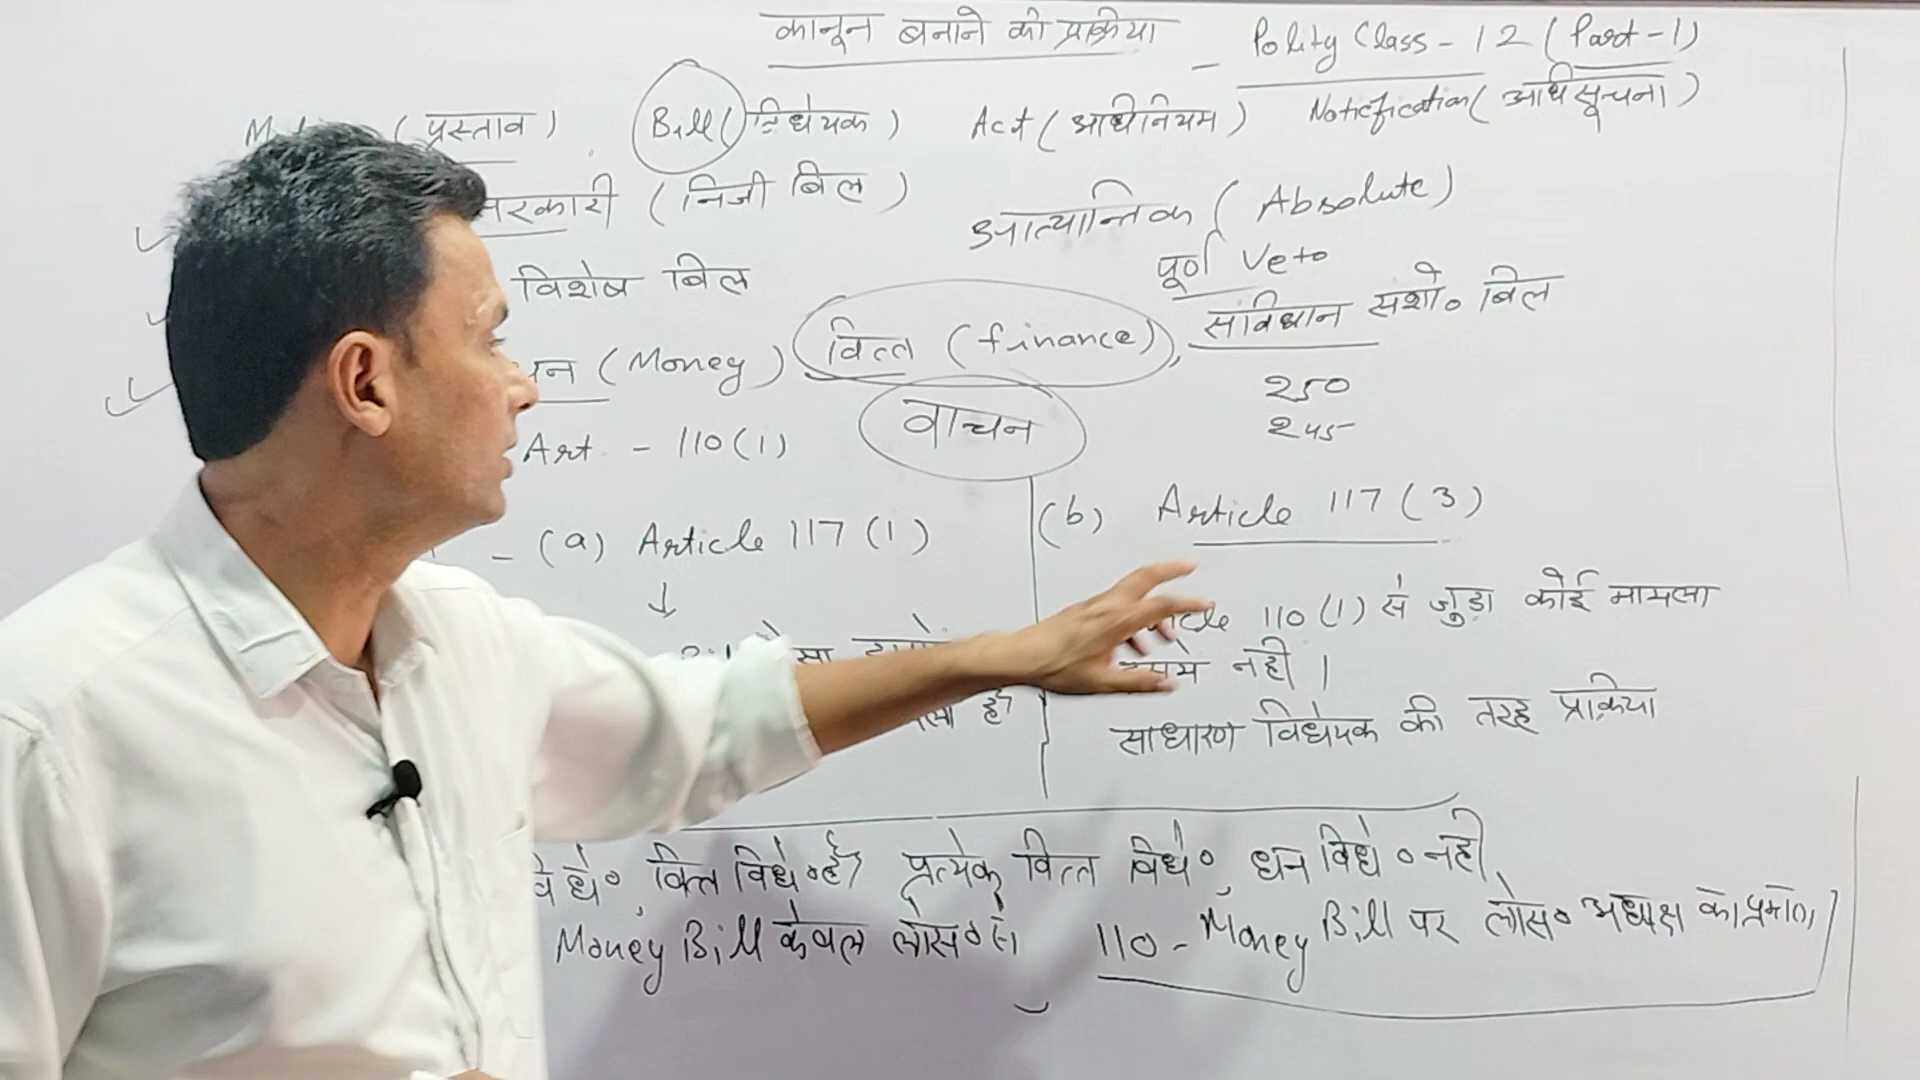 कानून बनाने की प्रक्रिया - Polity Class - 12 (Part-1)
(प्रस्ताव) Bill (विधेयक) Act (अधिनियम) Notification (अधिसूचना)
(निजी बिल) आत्यान्तिक (Absolute)
पूर्ण Veto
विशेष बिल
संविधान संशो० बिल
(Money) वित्त (finance),
250
245
वाचन
Art - 110(1)
- (a) Article 117 (1)
(b) Article 117 (3)
110 (1) से जुड़ा कोई मामला
नही ।
साधारण विधेयक की तरह प्रक्रिया
विधे० वित्त विधे० है, प्रत्येक वित्त विधे० धन विधे० नही
Money Bill केवल लोस० में।
110 - Money Bill पर लोस० अध्यक्ष का प्रमाण